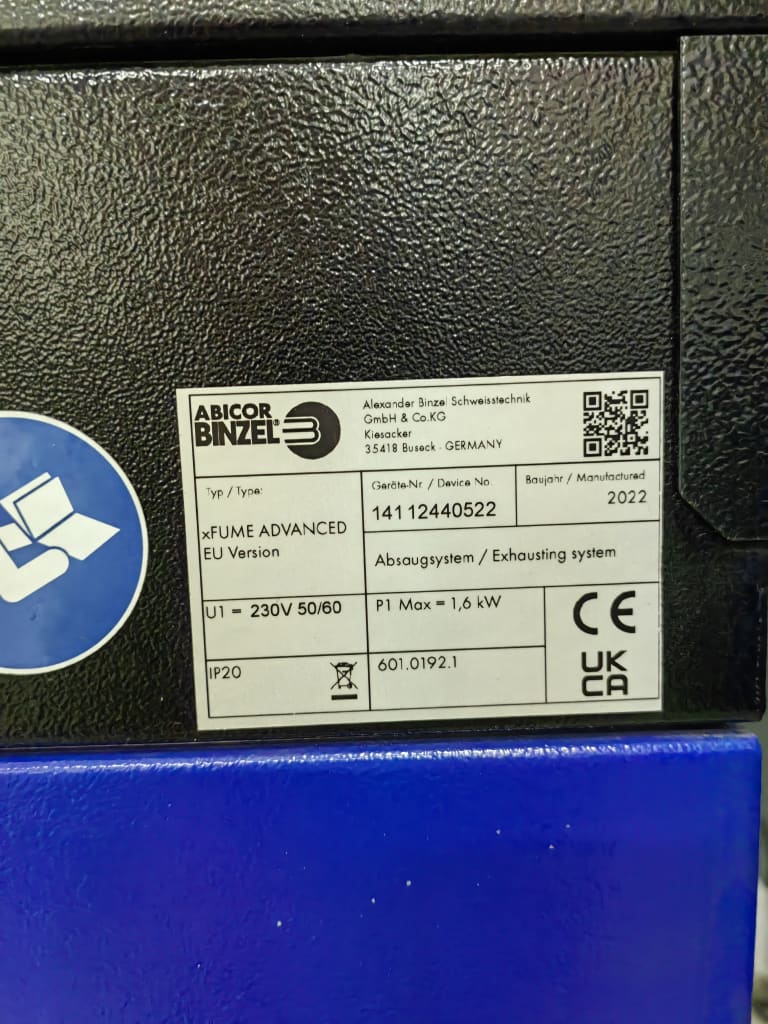 ABICOR
BINZEL®
Alexander Binzel Schweisstechnik
GmbH & Co.KG
Kiesacker
35418 Buseck - GERMANY
Typ / Type:
xFUME ADVANCED
EU Version
Geräte-Nr. / Device No.
141 12440522
Baujahr / Manufactured
2022
Absaugsystem / Exhausting system
U1 = 230V 50/60
P1 Max = 1,6 kW
IP20
601.0192.1
CE
UK
CA